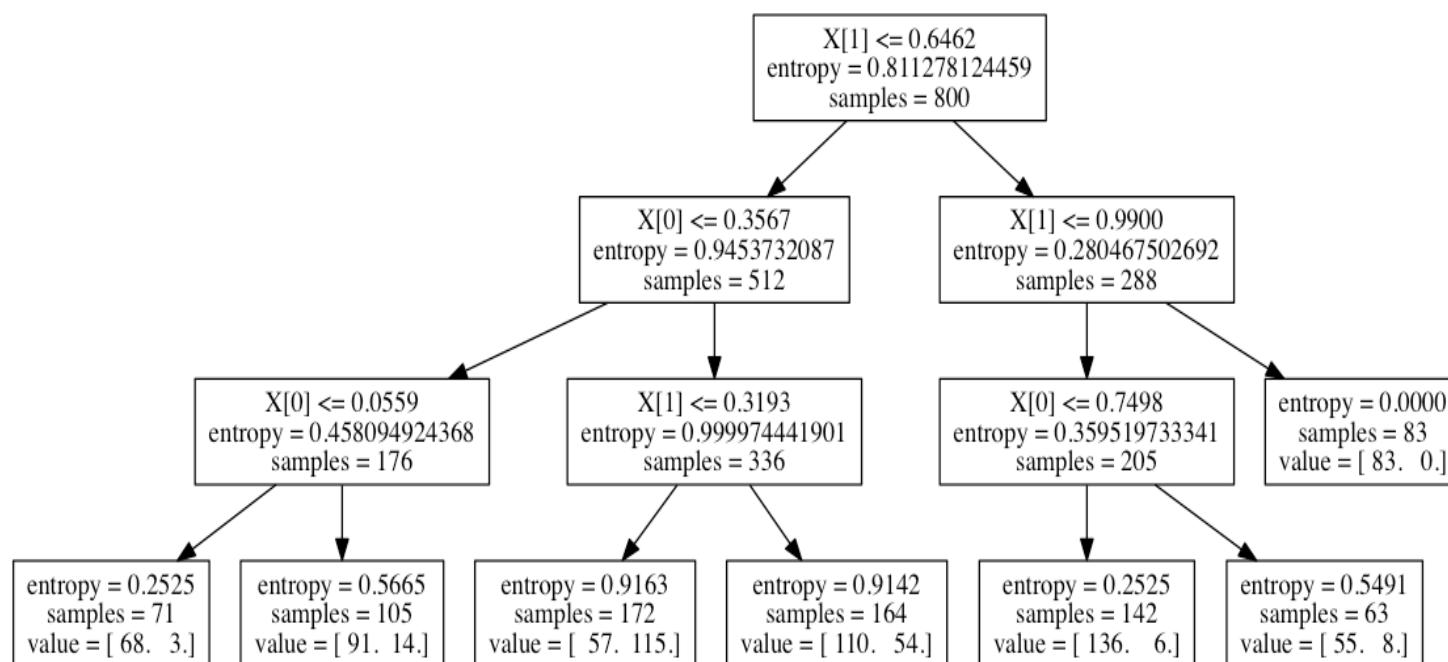 X[1] <= 0.6462
entropy = 0.811278124459
samples = 800
X[0] <= 0.3567
entropy = 0.9453732087
samples = 512
X[1] <= 0.9900
entropy = 0.280467502692
samples = 288
X[0] <= 0.0559
entropy = 0.458094924368
samples = 176
X[1] <= 0.3193
entropy = 0.999974441901
samples = 336
X[0] <= 0.7498
entropy = 0.359519733341
samples = 205
entropy = 0.0000
samples = 83
value = [ 83.   0.]
entropy = 0.2525
samples = 71
value = [ 68.   3.]
entropy = 0.5665
samples = 105
value = [ 91.  14.]
entropy = 0.9163
samples = 172
value = [  57.  115.]
entropy = 0.9142
samples = 164
value = [ 110.  54.]
entropy = 0.2525
samples = 142
value = [ 136.    6.]
entropy = 0.5491
samples = 63
value = [ 55.   8.]